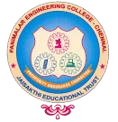 PANIMALAR ENGINEERING COLLEGE - CHENNAI
JAISAKTHI EDUCATIONAL TRUST